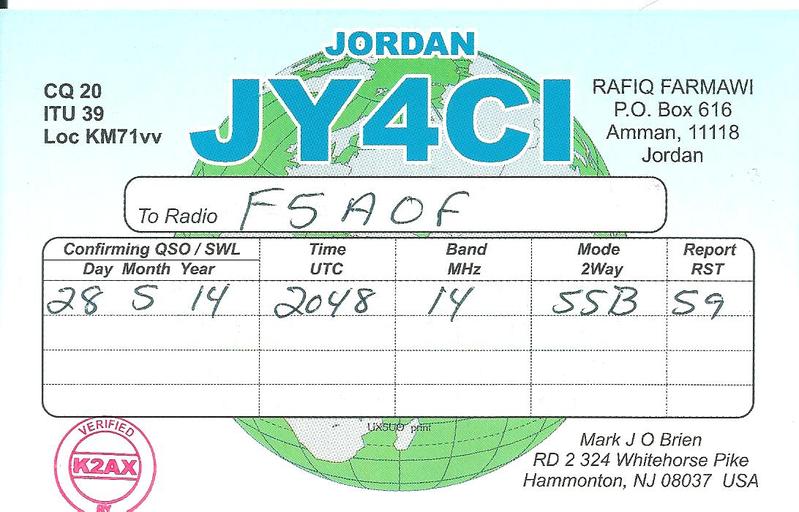 JORDAN
JY4CI
CQ 20
ITU 39
Loc KM71vv
RAFIQ FARMAWI
P.O. Box 616
Amman, 11118
Jordan
To Radio F5AOF
Confirming QSO / SWL Time Band Mode Report
Day Month Year UTC MHz 2Way RST
28 5 14 2048 14 SSB 59
UX5UO print
VERIFIED
K2AX
BY
Mark J O Brien
RD 2 324 Whitehorse Pike
Hammonton, NJ 08037 USA